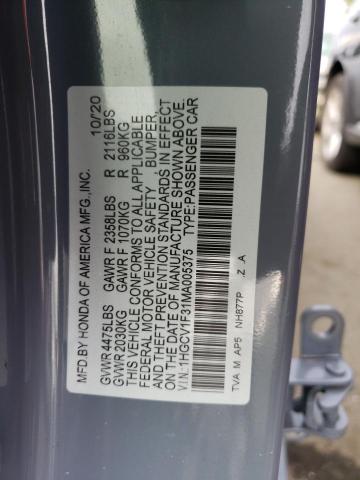 MFD.BY HONDA OF AMERICA MFG.,INC. 10/20
GVWR 4475LBS GAWR F 2358LBS R 2116LBS
GVWR 2030KG GAWR F 1070KG R 960KG
THIS VEHICLE CONFORMS TO ALL APPLICABLE
FEDERAL MOTOR VEHICLE SAFETY BUMPER,
AND THEFT PREVENTION STANDARDS IN EFFECT
ON THE DATE OF MANUFACTURE SHOWN ABOVE.
V.I.N.:1HGCV1F31MA005375 TYPE:PASSENGER CAR
TVA M AP5 NH877P Z A